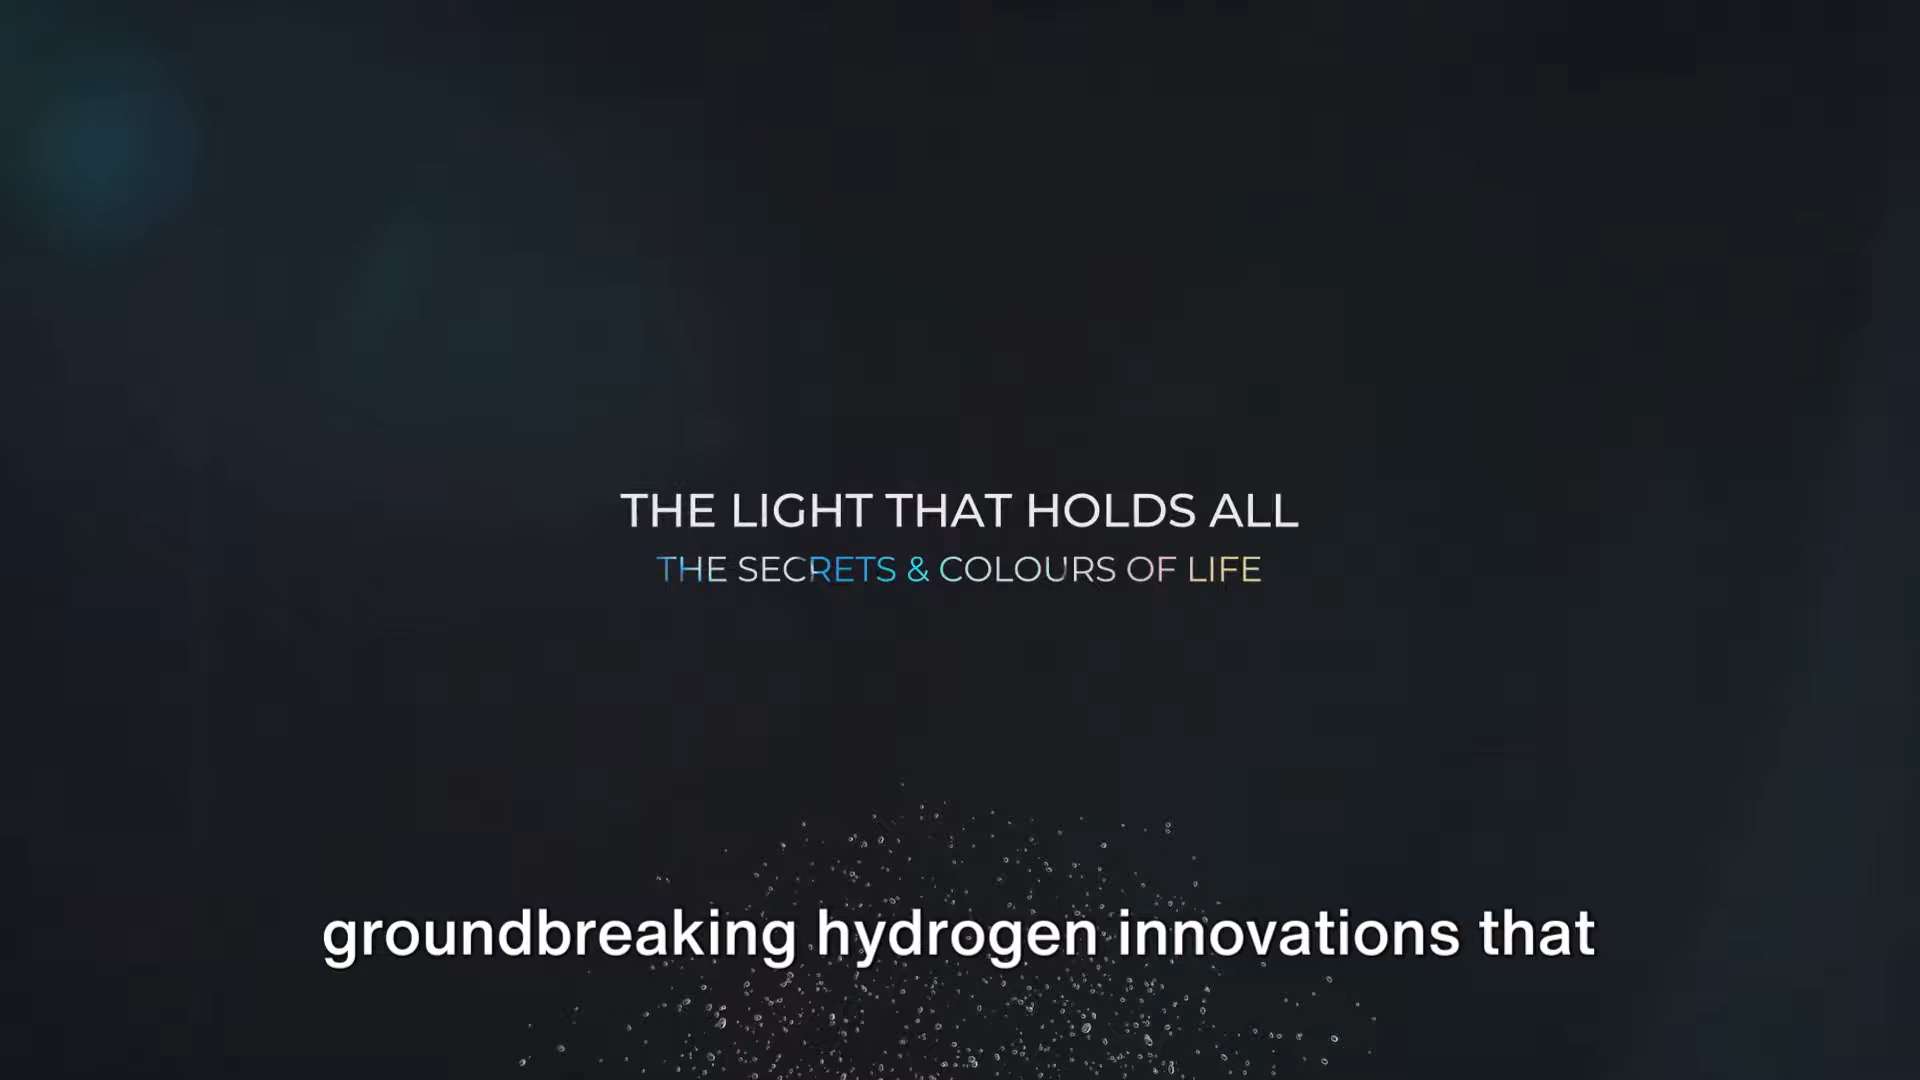 THE LIGHT THAT HOLDS ALL
THE SECRETS & COLOURS OF LIFE
groundbreaking hydrogen innovations that